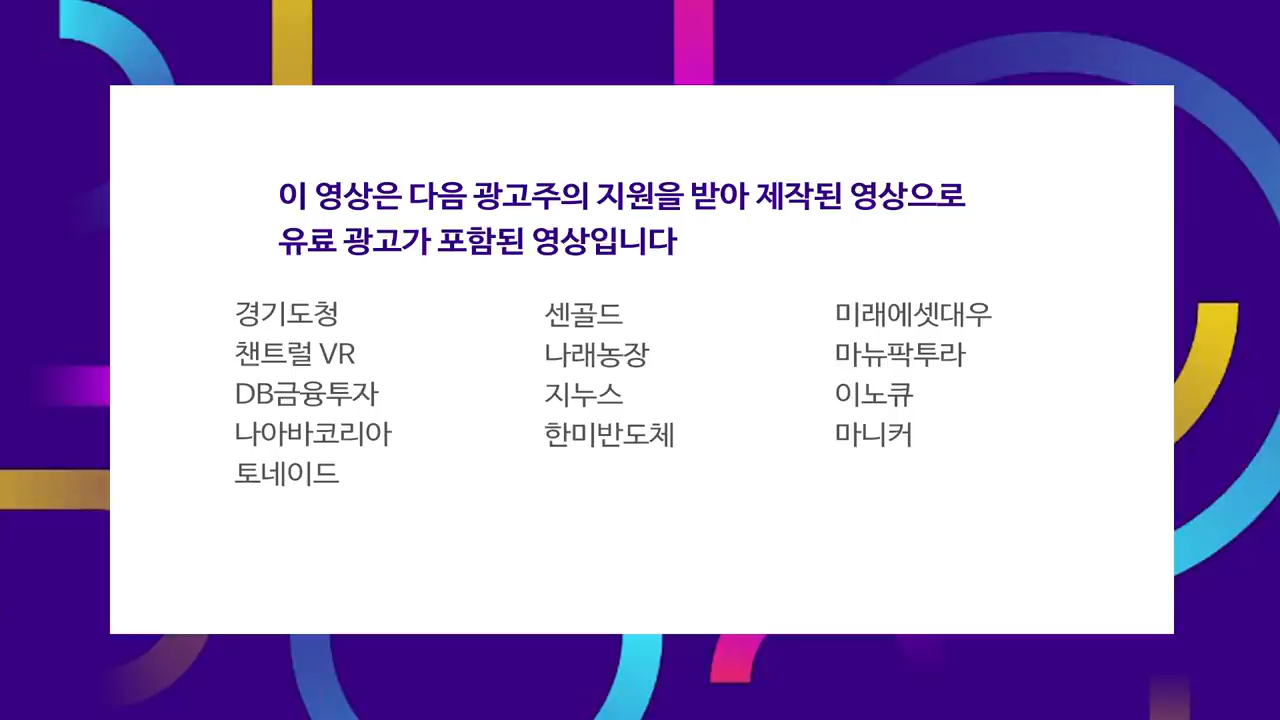 이 영상은 다음 광고주의 지원을 받아 제작된 영상으로
유료 광고가 포함된 영상입니다
경기도청
챈트럴 VR
DB금융투자
나아바코리아
토네이드
센골드
나래농장
지누스
한미반도체
미래에셋대우
마뉴팍투라
이노큐
마니커